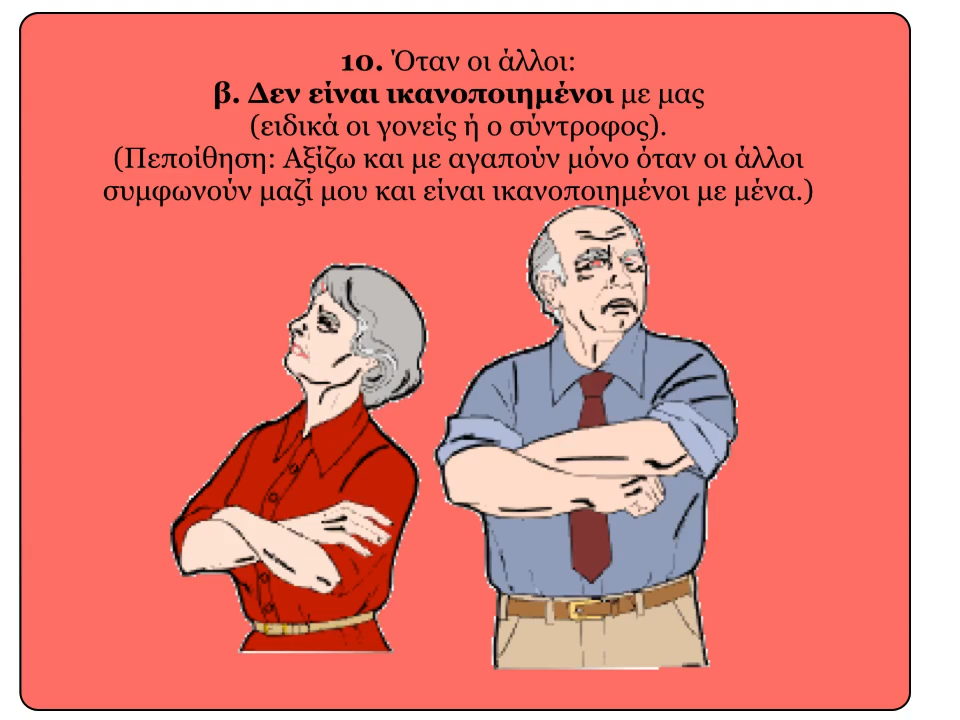 10. Όταν οι άλλοι:
β. Δεν είναι ικανοποιημένοι με μας
(ειδικά οι γονείς ή ο σύντροφος).
(Πεποίθηση: Αξίζω και με αγαπούν μόνο όταν οι άλλοι
συμφωνούν μαζί μου και είναι ικανοποιημένοι με μένα.)